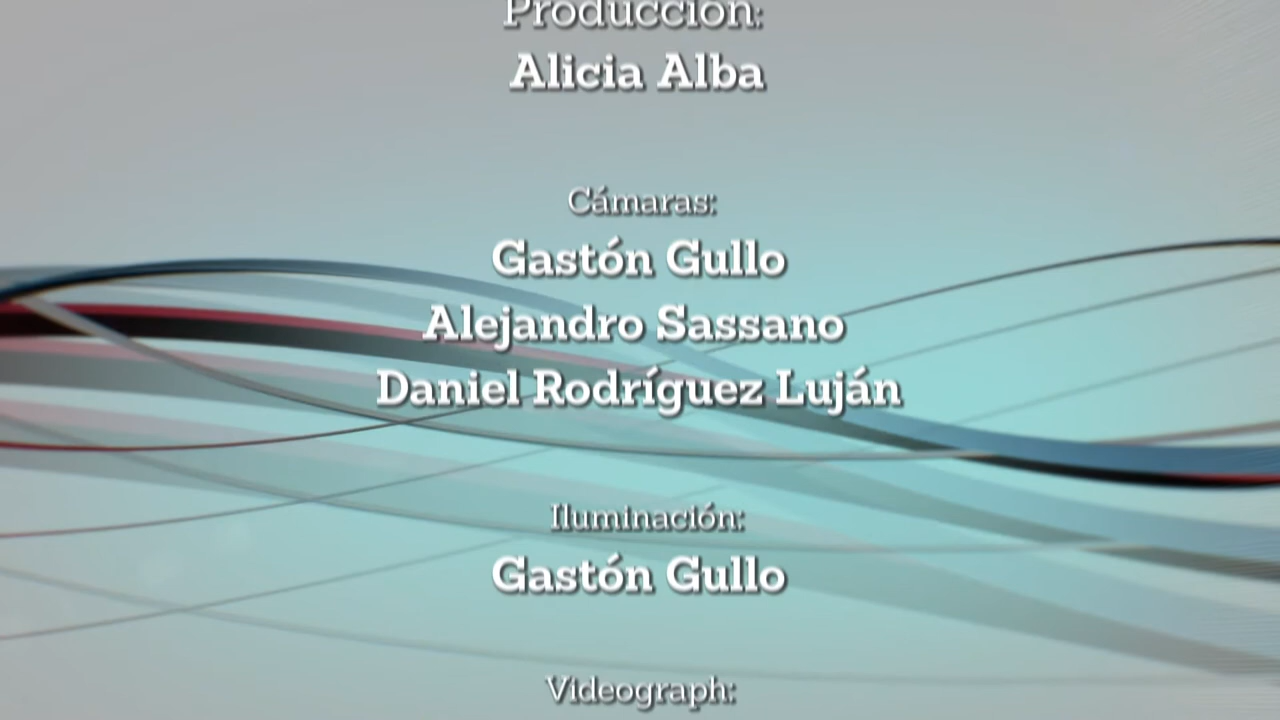 Producción:
Alicia Alba
Cámaras:
Gastón Gullo
Alejandro Sassano
Daniel Rodríguez Luján
Iluminación:
Gastón Gullo
Videograph: